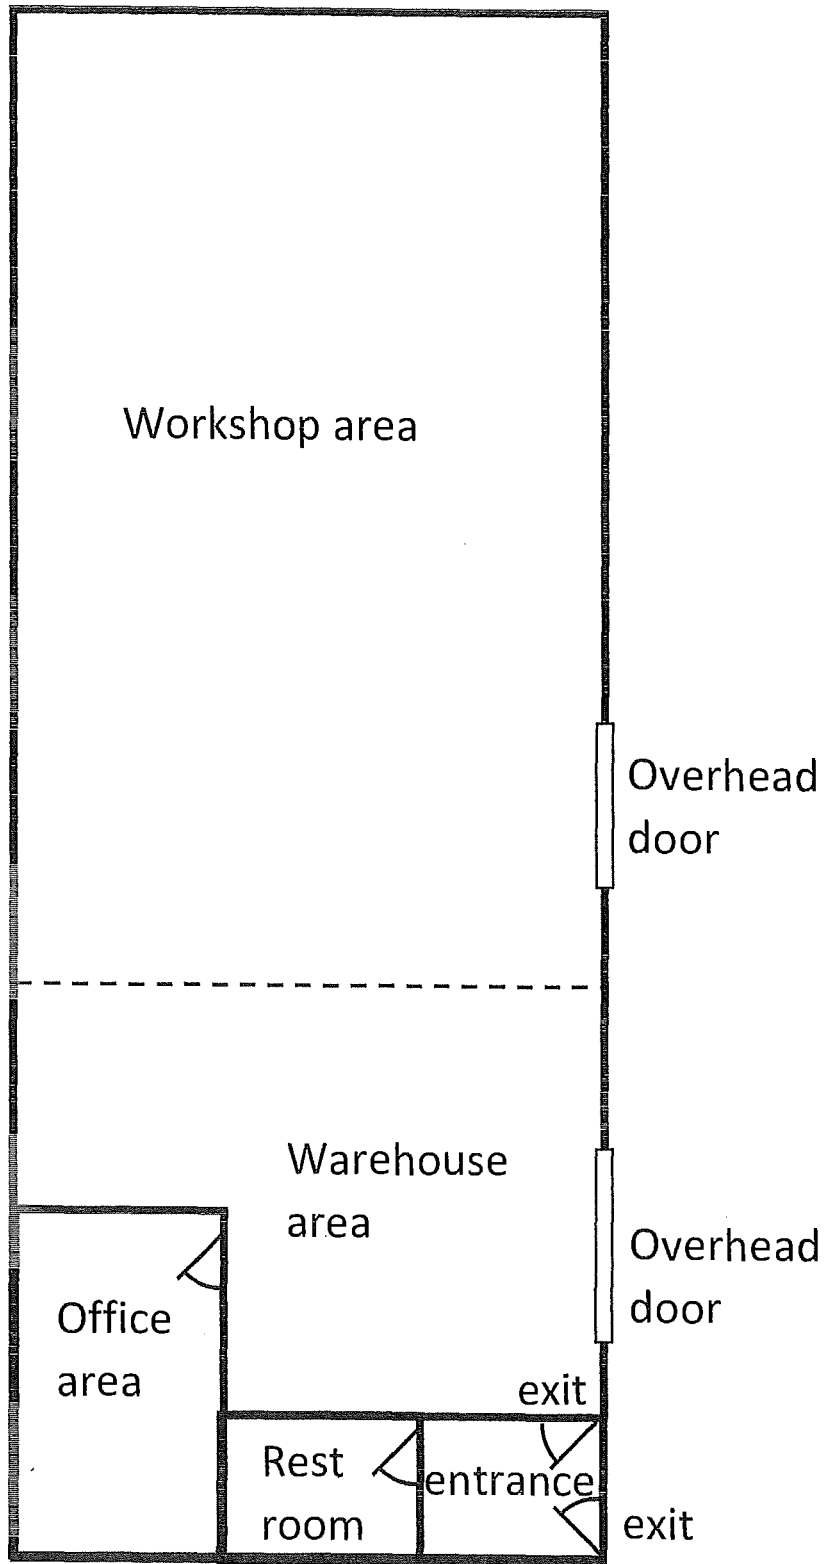 Workshop area
Overhead
door
Warehouse
area
Overhead
door
Office
area
exit
Rest
room
entrance
exit